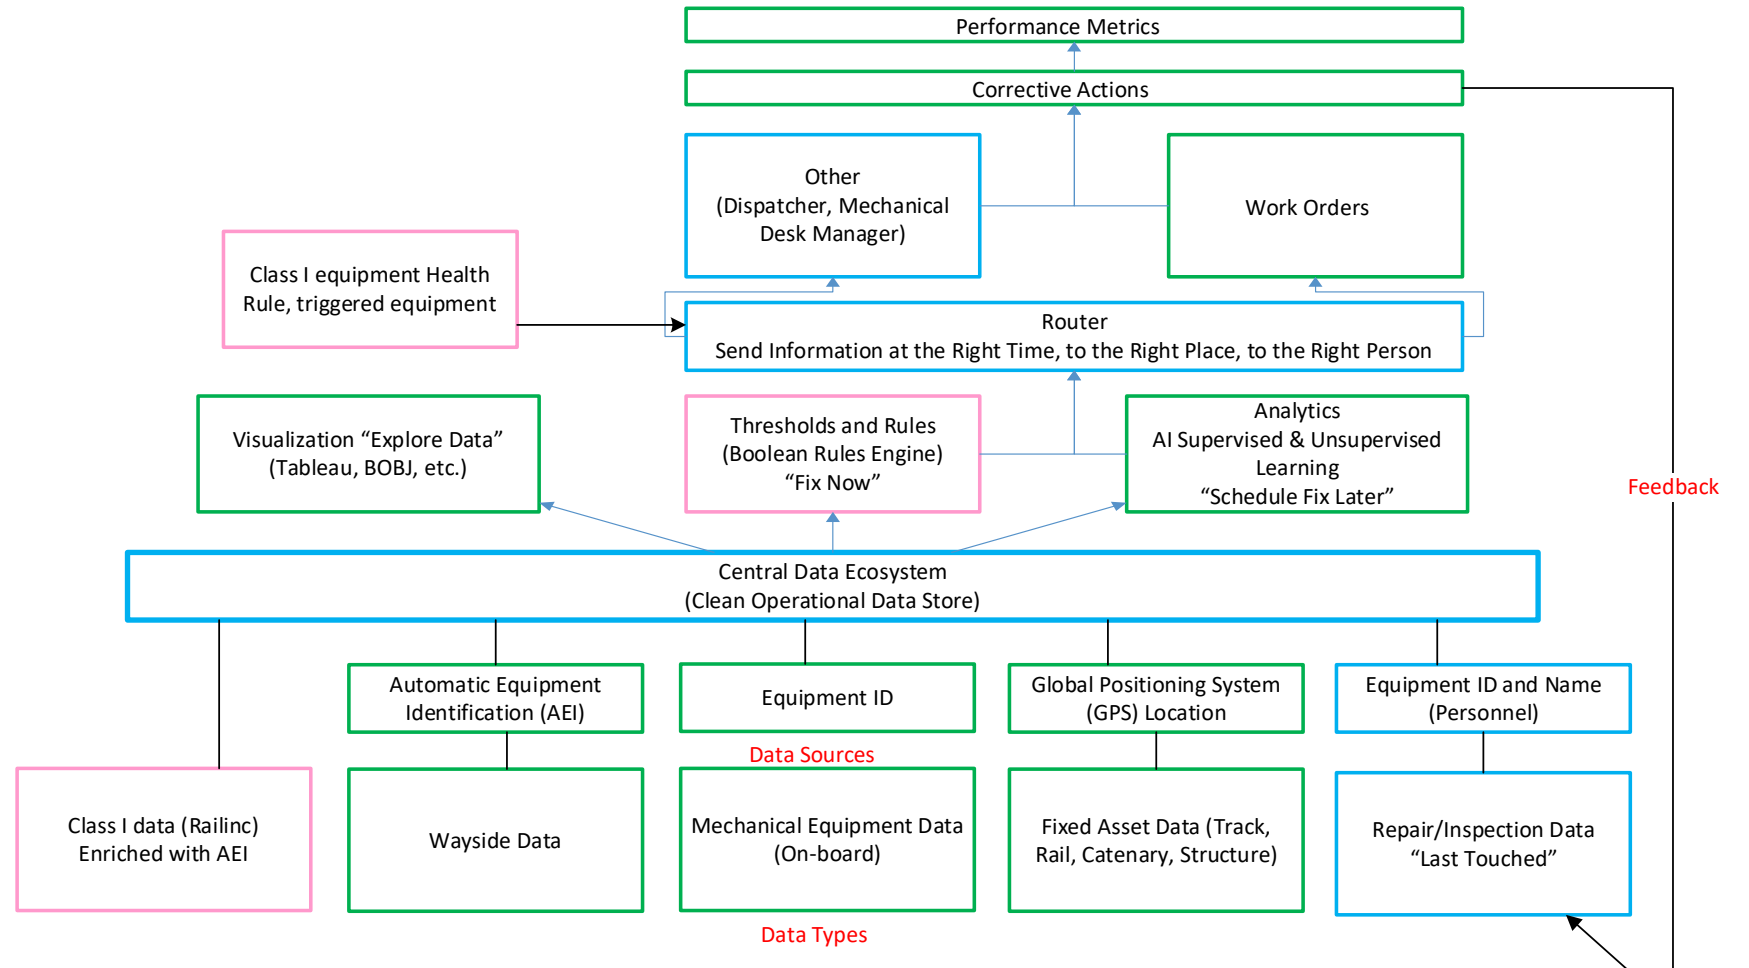 Performance Metrics
Corrective Actions
Other
(Dispatcher, Mechanical
Desk Manager)
Work Orders
Class I equipment Health
Rule, triggered equipment
Router
Send Information at the Right Time, to the Right Place, to the Right Person
Visualization “Explore Data”
(Tableau, BOBJ, etc.)
Thresholds and Rules
(Boolean Rules Engine)
“Fix Now”
Analytics
AI Supervised & Unsupervised
Learning
“Schedule Fix Later”
Feedback
Central Data Ecosystem
(Clean Operational Data Store)
Automatic Equipment
Identification (AEI)
Equipment ID
Global Positioning System
(GPS) Location
Equipment ID and Name
(Personnel)
Data Sources
Class I data (Railinc)
Enriched with AEI
Wayside Data
Mechanical Equipment Data
(On-board)
Fixed Asset Data (Track,
Rail, Catenary, Structure)
Repair/Inspection Data
“Last Touched”
Data Types